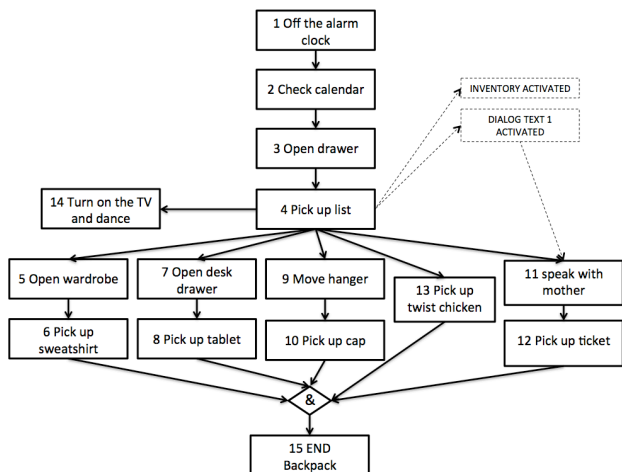 1 Off the alarm
clock
2 Check calendar
INVENTORY ACTIVATED
DIALOG TEXT 1
ACTIVATED
3 Open drawer
14 Turn on the TV
and dance
4 Pick up list
5 Open wardrobe
7 Open desk
drawer
9 Move hanger
13 Pick up
twist chicken
11 speak with
mother
6 Pick up
sweatshirt
8 Pick up tablet
10 Pick up cap
12 Pick up ticket
&
15 END
Backpack